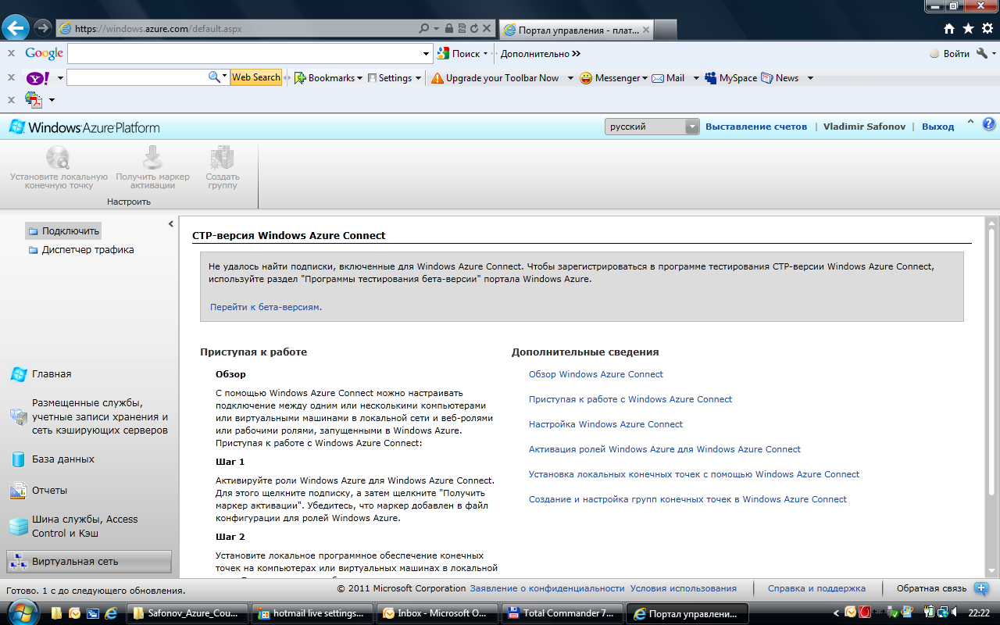 https://windows.azure.com/default.aspx
Портал управления - плат...
Google
Поиск
Дополнительно
Войти
Y!
Web Search
Bookmarks
Settings
Upgrade your Toolbar Now
Messenger
Mail
MySpace
News
Windows Azure Platform
русский
Выставление счетов | Vladimir Safonov | Выход
Установите локальную
конечную точку
Получить маркер
активации
Создать
группу
Настроить
Подключить
Диспетчер трафика
CTP-версия Windows Azure Connect
Не удалось найти подписки, включенные для Windows Azure Connect. Чтобы зарегистрироваться в программе тестирования CTP-версии Windows Azure Connect,
используйте раздел "Программы тестирования бета-версии" портала Windows Azure.
Перейти к бета-версиям.
Приступая к работе
Обзор
С помощью Windows Azure Connect можно настраивать
подключение между одним или несколькими компьютерами
или виртуальными машинами в локальной сети и веб-ролями
или рабочими ролями, запущенными в Windows Azure.
Приступая к работе с Windows Azure Connect:
Шаг 1
Активируйте роли Windows Azure для Windows Azure Connect.
Для этого щелкните подписку, а затем щелкните "Получить
маркер активации". Убедитесь, что маркер добавлен в файл
конфигурации для ролей Windows Azure.
Шаг 2
Установите локальное программное обеспечение конечных
точек на компьютерах или виртуальных машинах в локальной
Дополнительные сведения
Обзор Windows Azure Connect
Приступая к работе с Windows Azure Connect
Настройка Windows Azure Connect
Активация ролей Windows Azure для Windows Azure Connect
Установка локальных конечных точек с помощью Windows Azure Connect
Создание и настройка групп конечных точек в Windows Azure Connect
Главная
Размещенные службы,
учетные записи хранения и
сеть кэширующих серверов
База данных
Отчеты
Шина службы, Access
Control и Кэш
Виртуальная сеть
Готово. 1 с до следующего обновления.
© 2011 Microsoft Corporation Заявление о конфиденциальности Условия использования
Справка и поддержка
Обратная связь
Safonov_Azure_Cou...
hotmail live settings...
Inbox - Microsoft O...
Total Commander 7...
Портал управлени...
22:22